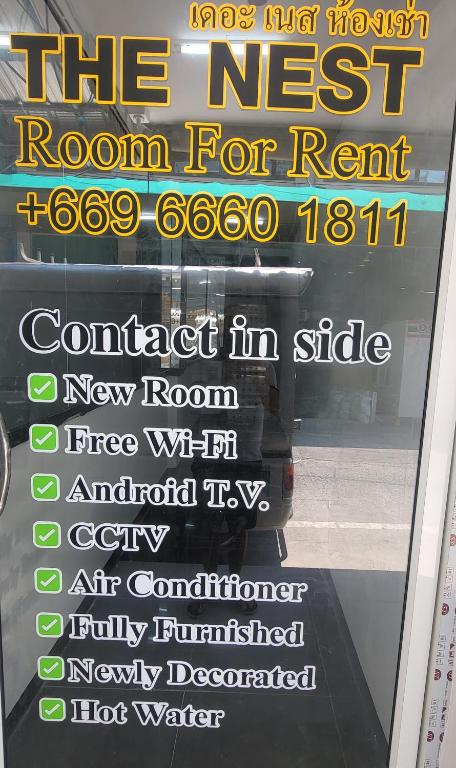 เดอะ เนส ห้องเช่า
THE NEST
Room For Rent
+669 6660 1811
Contact in side
New Room
Free Wi-Fi
Android T.V.
CCTV
Air Conditioner
Fully Furnished
Newly Decorated
Hot Water